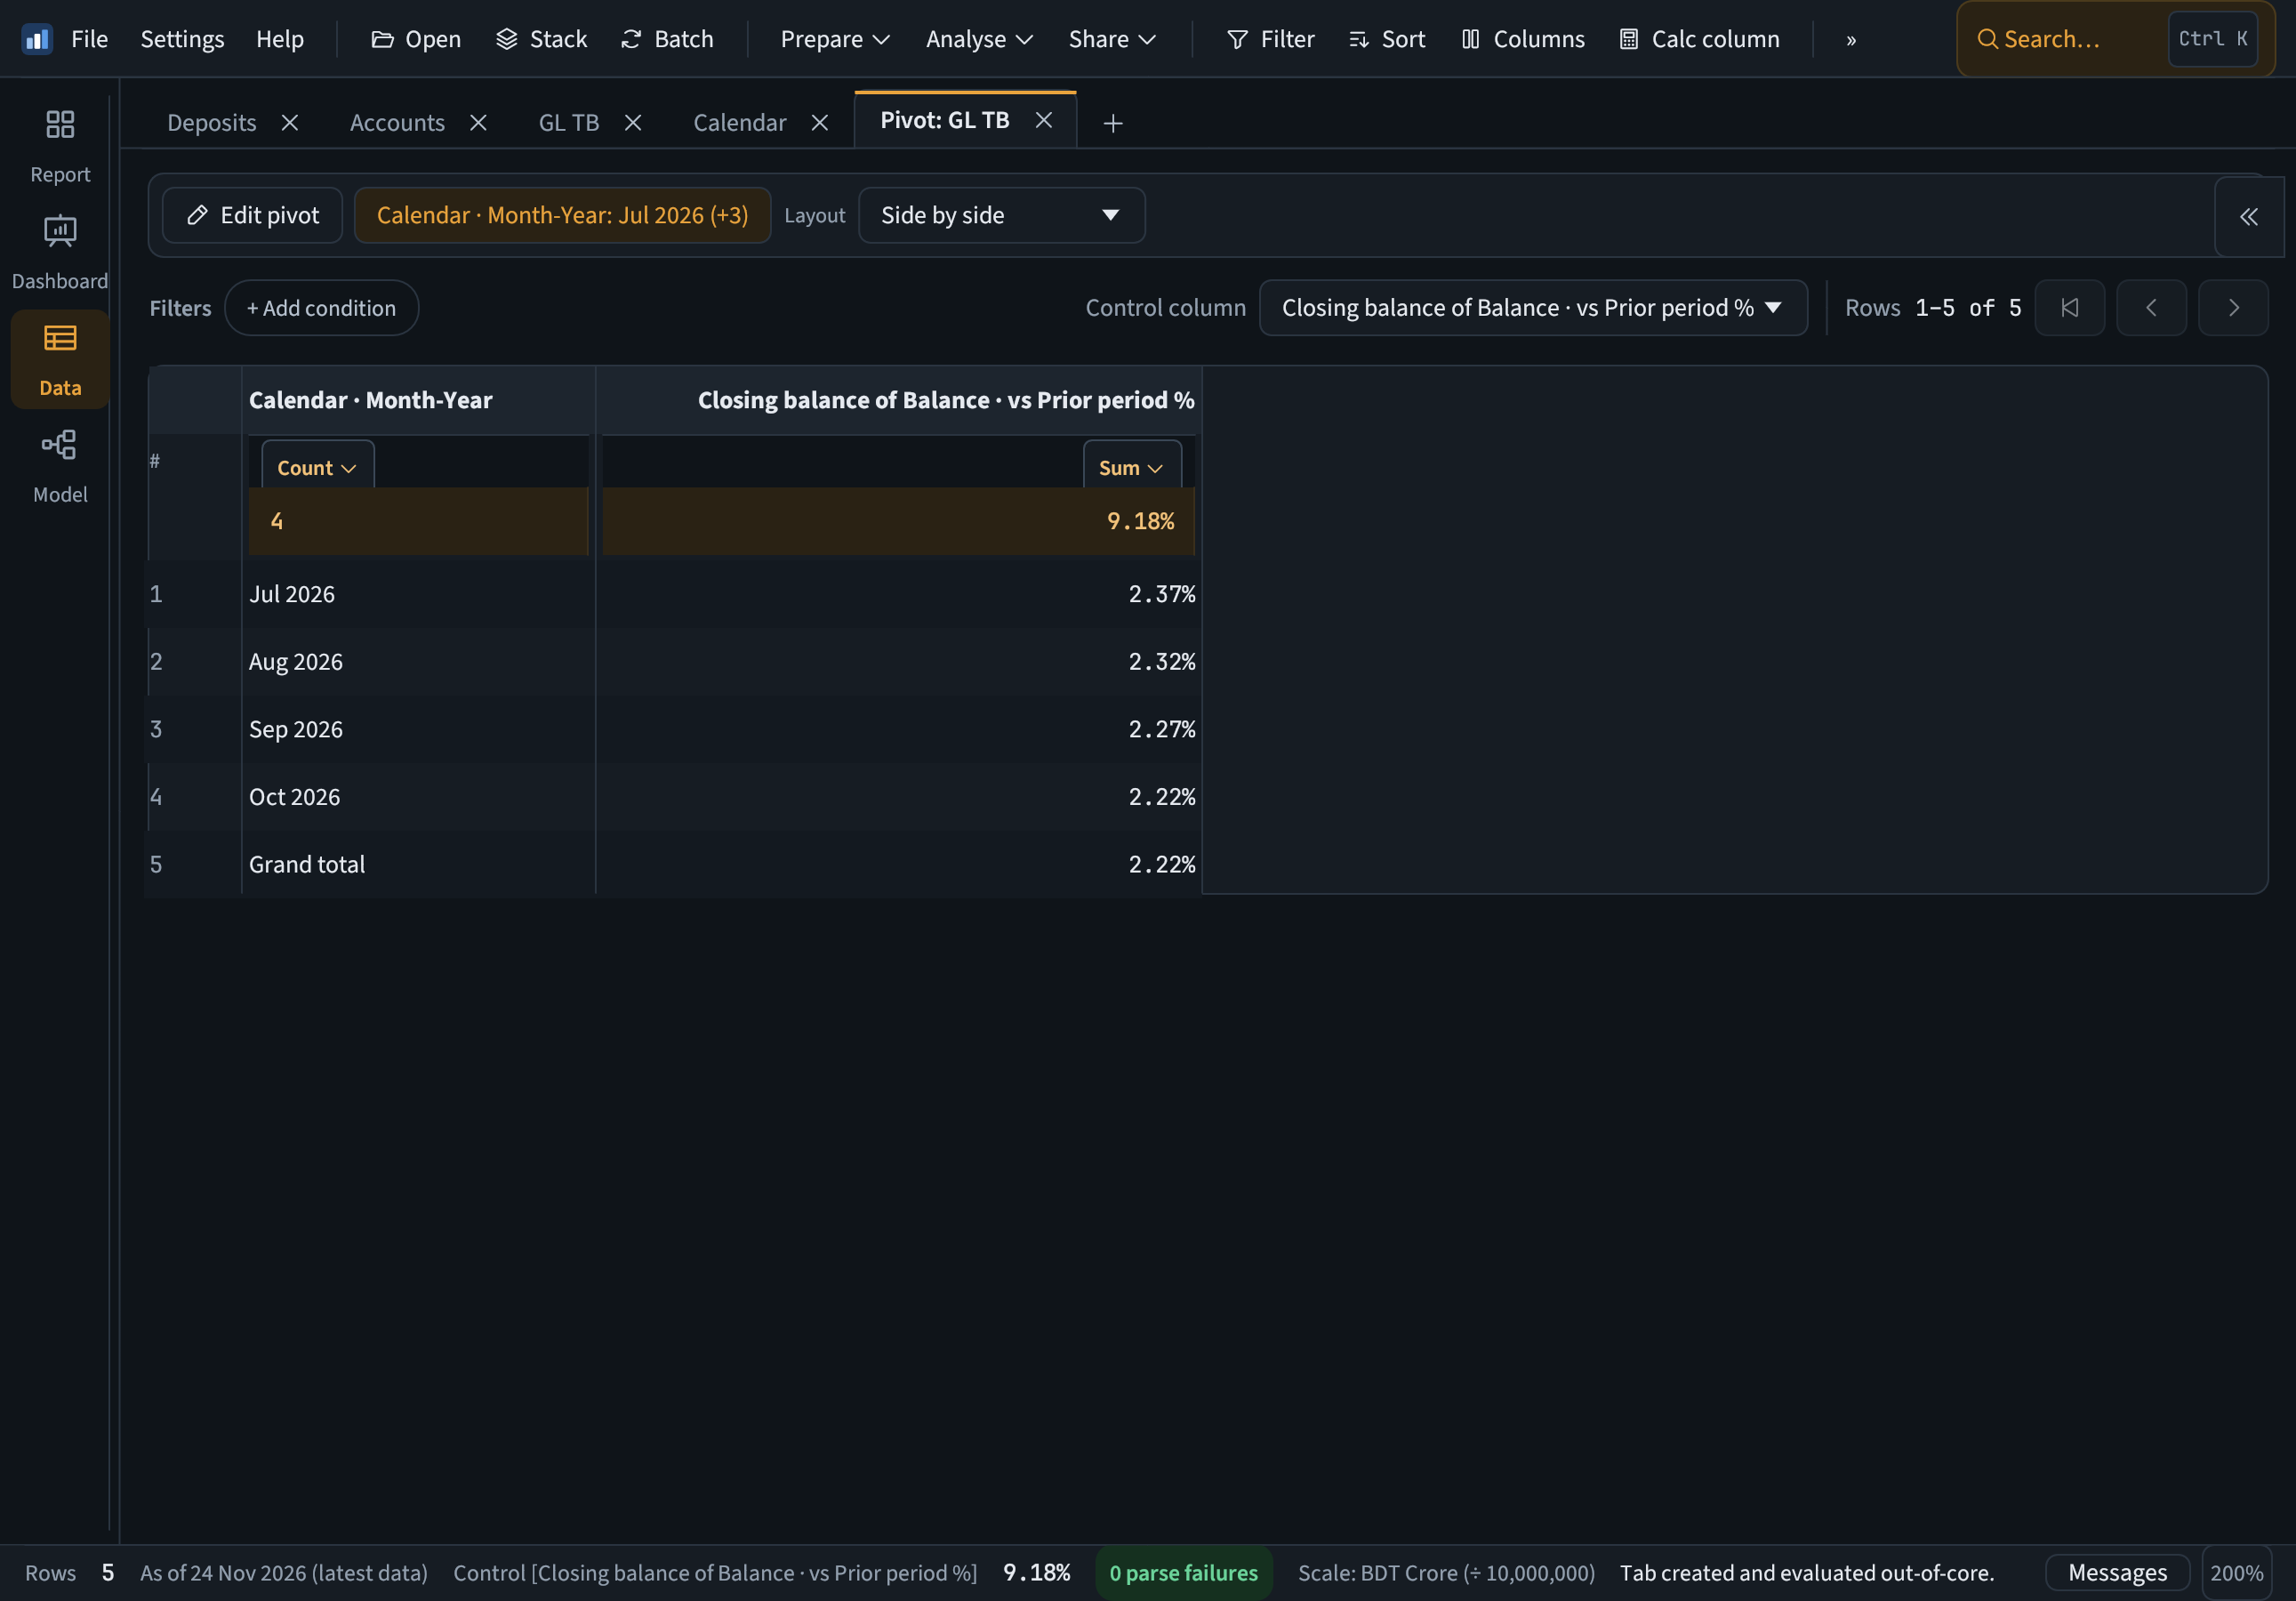 File Settings Help Open Stack Batch Prepare Analyse Share Filter Sort Columns Calc column » Search… Ctrl K
Report
Dashboard
Data
Model
Deposits Accounts GL TB Calendar Pivot: GL TB
Edit pivot Calendar · Month-Year: Jul 2026 (+3) Layout Side by side
Filters + Add condition Control column Closing balance of Balance · vs Prior period % Rows 1–5 of 5
Calendar · Month-Year Closing balance of Balance · vs Prior period %
# Count Sum
4 9.18%
1 Jul 2026 2.37%
2 Aug 2026 2.32%
3 Sep 2026 2.27%
4 Oct 2026 2.22%
5 Grand total 2.22%
Rows 5 As of 24 Nov 2026 (latest data) Control [Closing balance of Balance · vs Prior period %] 9.18% 0 parse failures Scale: BDT Crore (÷ 10,000,000) Tab created and evaluated out-of-core. Messages 200%